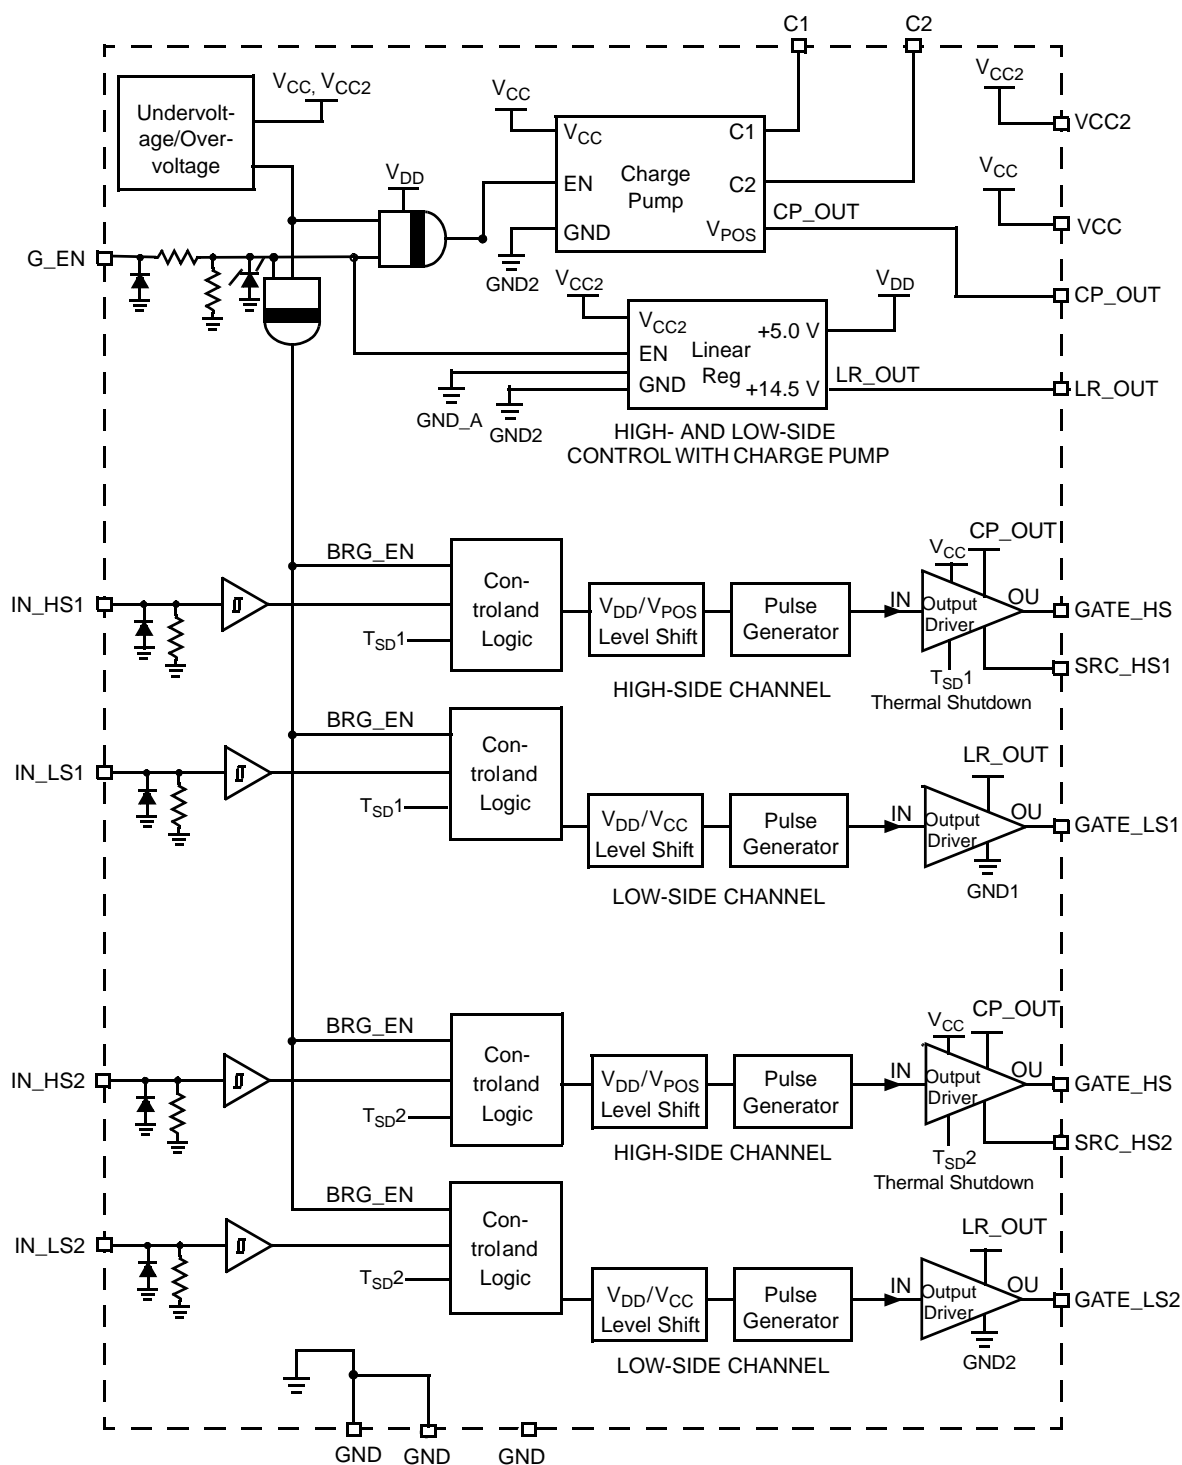 C1
C2
VCC, VCC2
VCC
VCC2
VCC2
Undervolt-
age/Over-
voltage
VCC
C1
VCC
VDD
EN
Charge
Pump
C2
CP_OUT
VCC
GND
VPOS
G_EN
GND2
VCC2
VDD
CP_OUT
VCC2
+5.0 V
EN
Linear
Reg
GND
+14.5 V
LR_OUT
LR_OUT
GND_A
GND2
HIGH- AND LOW-SIDE
CONTROL WITH CHARGE PUMP
BRG_EN
Con-
troland
Logic
VCC
CP_OUT
IN_HS1
VDD/VPOS
Level Shift
Pulse
Generator
IN
Output
Driver
OU
GATE_HS
TSD1
SRC_HS1
HIGH-SIDE CHANNEL
TSD1
Thermal Shutdown
BRG_EN
Con-
troland
Logic
LR_OUT
IN_LS1
TSD1
VDD/VCC
Level Shift
Pulse
Generator
IN
Output
Driver
OU
GATE_LS1
GND1
LOW-SIDE CHANNEL
BRG_EN
Con-
troland
Logic
VCC
CP_OUT
IN_HS2
VDD/VPOS
Level Shift
Pulse
Generator
IN
Output
Driver
OU
GATE_HS
TSD2
SRC_HS2
HIGH-SIDE CHANNEL
TSD2
Thermal Shutdown
BRG_EN
Con-
troland
Logic
LR_OUT
IN_LS2
TSD2
VDD/VCC
Level Shift
Pulse
Generator
IN
Output
Driver
OU
GATE_LS2
GND2
LOW-SIDE CHANNEL
GND
GND
GND